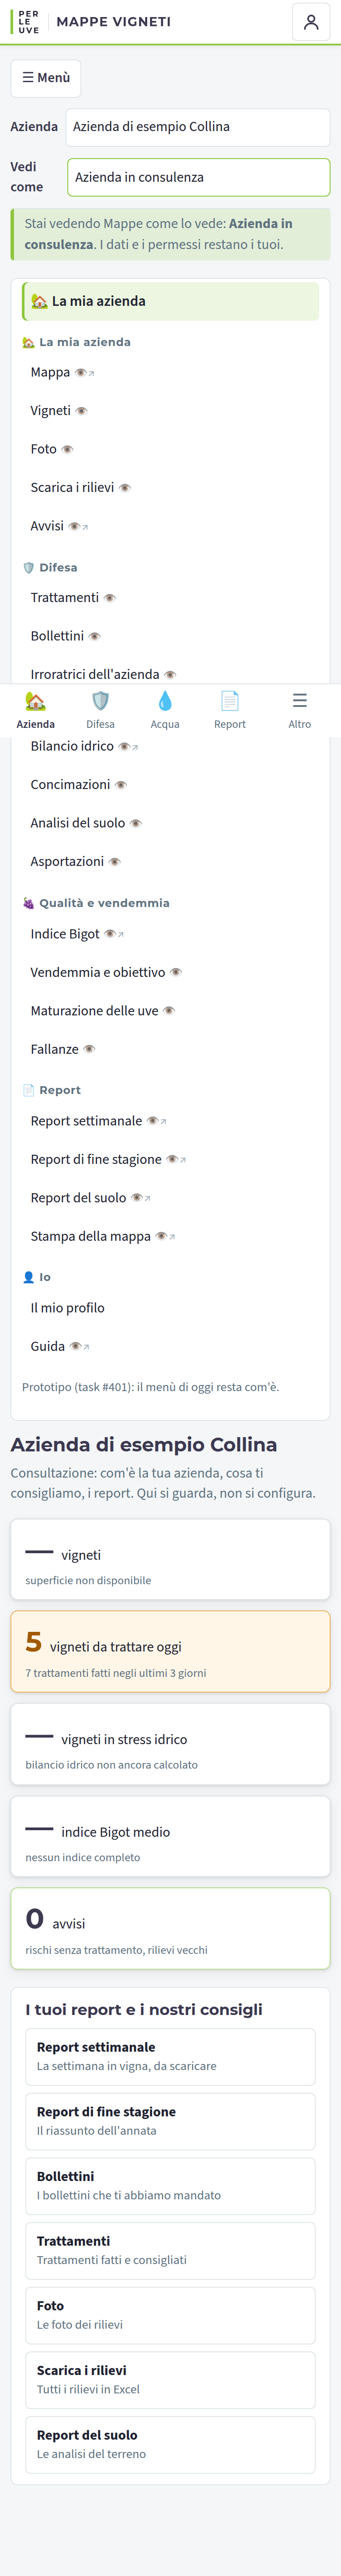 PER
LE
UVE
MAPPE VIGNETI
☰ Menù
Azienda
Azienda di esempio Collina
Vedi
come
Azienda in consulenza
Stai vedendo Mappe come lo vede: Azienda in
consulenza. I dati e i permessi restano i tuoi.
🏡 La mia azienda
🏡 La mia azienda
Mappa 👁↗
Vigneti 👁
Foto 👁
Scarica i rilievi 👁
Avvisi 👁↗
🛡️ Difesa
Trattamenti 👁
Bollettini 👁
Irroratrici dell'azienda 👁
Azienda
Difesa
Acqua
Report
Altro
Bilancio idrico 👁↗
Concimazioni 👁
Analisi del suolo 👁
Asportazioni 👁
🍇 Qualità e vendemmia
Indice Bigot 👁↗
Vendemmia e obiettivo 👁
Maturazione delle uve 👁
Fallanze 👁
📄 Report
Report settimanale 👁↗
Report di fine stagione 👁↗
Report del suolo 👁↗
Stampa della mappa 👁↗
👤 Io
Il mio profilo
Guida 👁↗
Prototipo (task #401): il menù di oggi resta com'è.
Azienda di esempio Collina
Consultazione: com'è la tua azienda, cosa ti
consigliamo, i report. Qui si guarda, non si configura.
— vigneti
superficie non disponibile
5 vigneti da trattare oggi
7 trattamenti fatti negli ultimi 3 giorni
— vigneti in stress idrico
bilancio idrico non ancora calcolato
— indice Bigot medio
nessun indice completo
0 avvisi
rischi senza trattamento, rilievi vecchi
I tuoi report e i nostri consigli
Report settimanale
La settimana in vigna, da scaricare
Report di fine stagione
Il riassunto dell'annata
Bollettini
I bollettini che ti abbiamo mandato
Trattamenti
Trattamenti fatti e consigliati
Foto
Le foto dei rilievi
Scarica i rilievi
Tutti i rilievi in Excel
Report del suolo
Le analisi del terreno